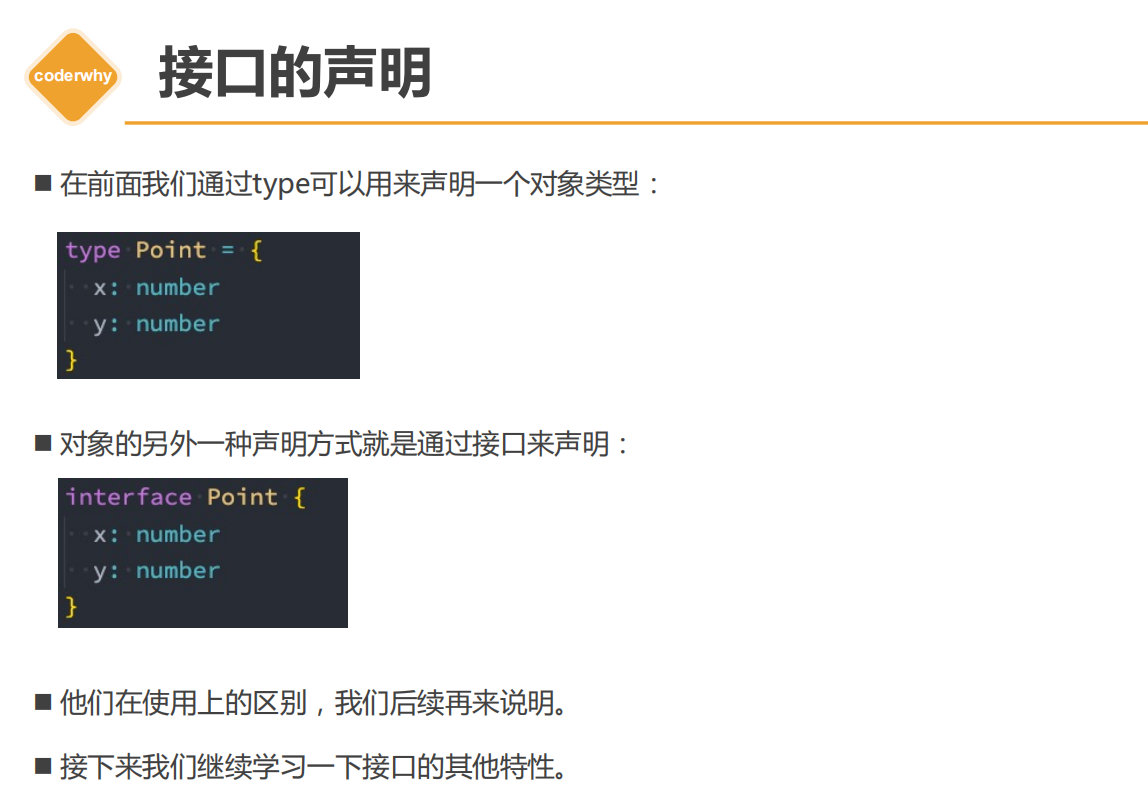 coderwhy
接口的声明
■ 在前面我们通过type可以用来声明一个对象类型：
type Point = {
  x: number
  y: number
}
■ 对象的另外一种声明方式就是通过接口来声明：
interface Point {
  x: number
  y: number
}
■ 他们在使用上的区别，我们后续再来说明。
■ 接下来我们继续学习一下接口的其他特性。